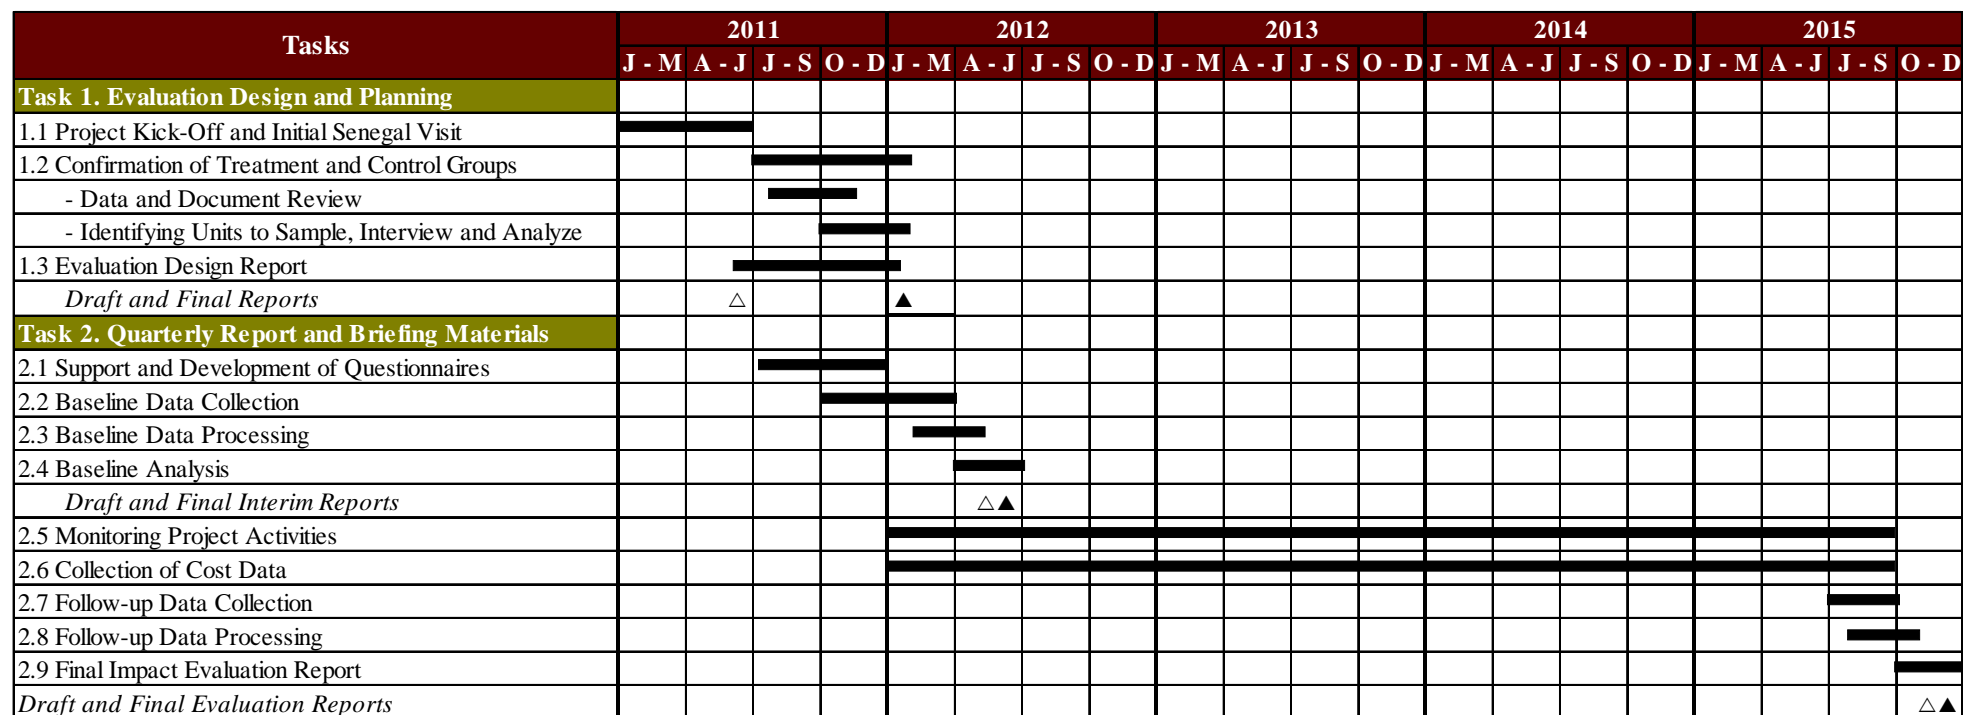 Tasks
2011 2012 2013 2014 2015
J - M A - J J - S O - D J - M A - J J - S O - D J - M A - J J - S O - D J - M A - J J - S O - D J - M A - J J - S O - D
Task 1. Evaluation Design and Planning
1.1 Project Kick-Off and Initial Senegal Visit
1.2 Confirmation of Treatment and Control Groups
- Data and Document Review
- Identifying Units to Sample, Interview and Analyze
1.3 Evaluation Design Report
Draft and Final Reports
Task 2. Quarterly Report and Briefing Materials
2.1 Support and Development of Questionnaires
2.2 Baseline Data Collection
2.3 Baseline Data Processing
2.4 Baseline Analysis
Draft and Final Interim Reports
2.5 Monitoring Project Activities
2.6 Collection of Cost Data
2.7 Follow-up Data Collection
2.8 Follow-up Data Processing
2.9 Final Impact Evaluation Report
Draft and Final Evaluation Reports